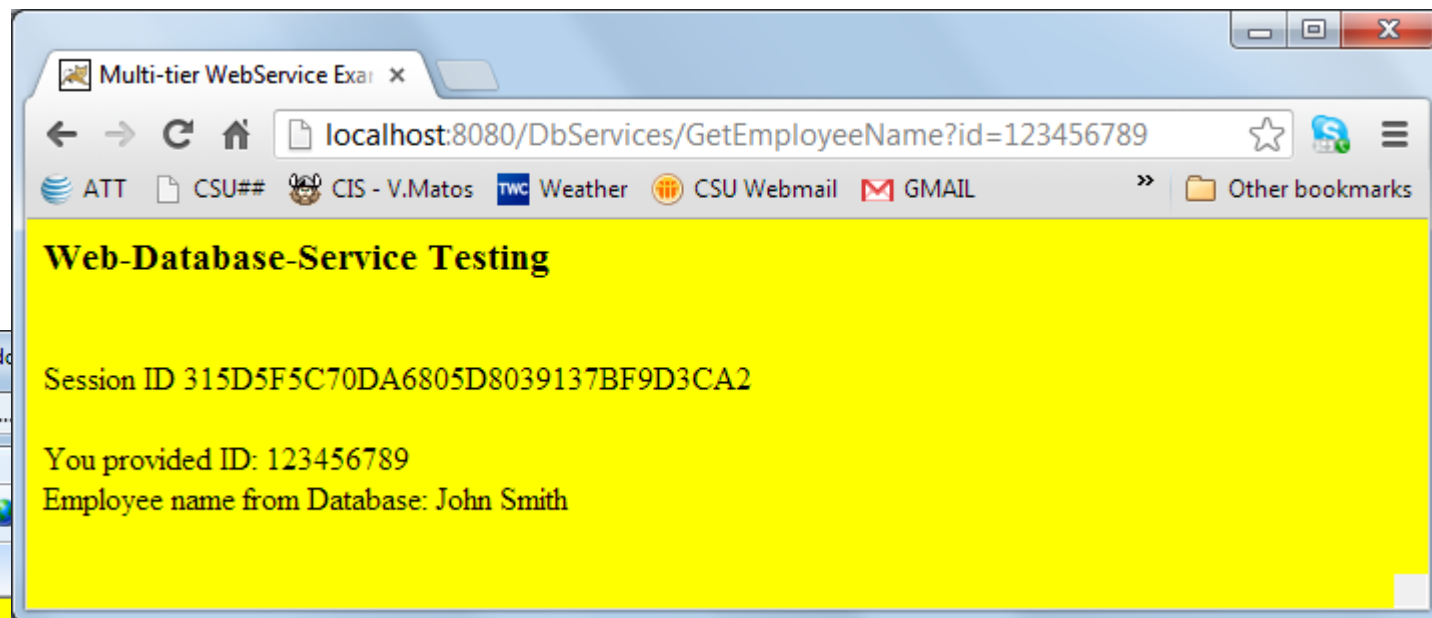 Multi-tier WebService Exa
localhost:8080/DbServices/GetEmployeeName?id=123456789
ATT CSU## CIS - V.Matos TWC Weather CSU Webmail GMAIL » Other bookmarks
Web-Database-Service Testing
Session ID 315D5F5C70DA6805D8039137BF9D3CA2
You provided ID: 123456789
Employee name from Database: John Smith